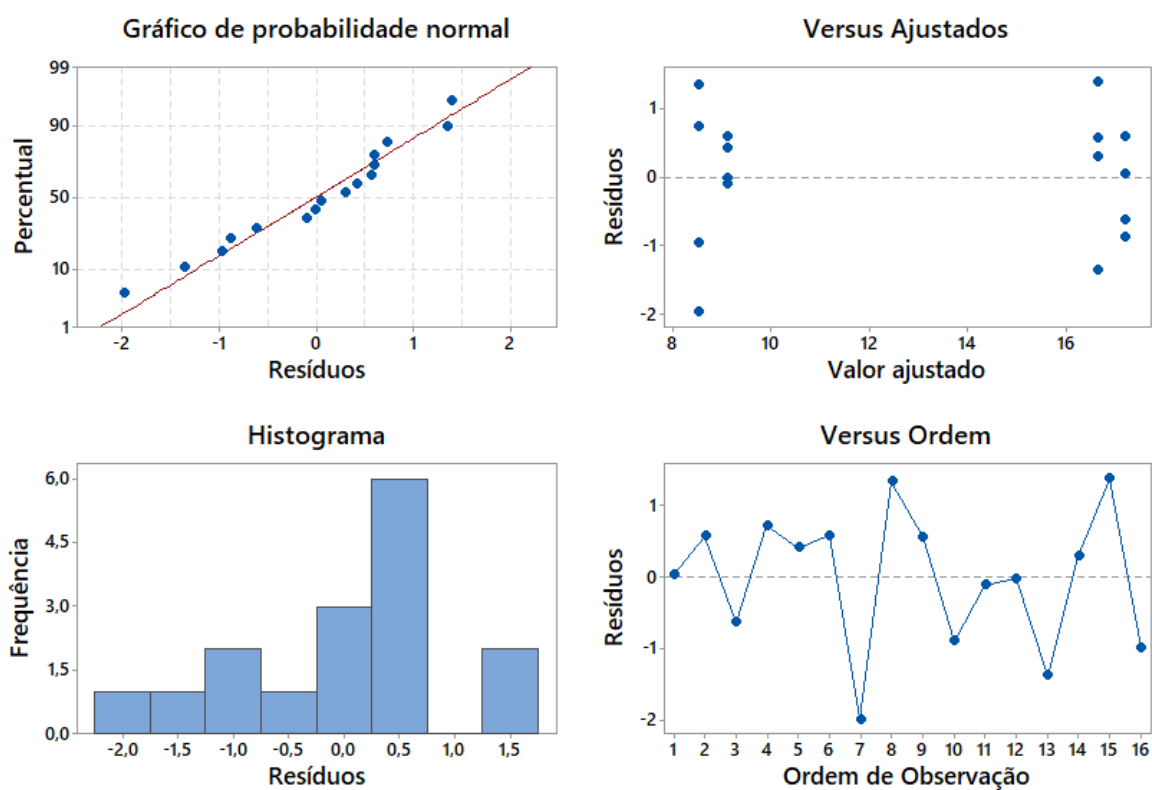 Gráfico de probabilidade normal
99
90
50
10
1
Percentual
-2 -1 0 1 2
Resíduos
Versus Ajustados
1
0
-1
-2
Resíduos
8 10 12 14 16
Valor ajustado
Histograma
6,0
4,5
3,0
1,5
0,0
Frequência
-2,0 -1,5 -1,0 -0,5 0,0 0,5 1,0 1,5
Resíduos
Versus Ordem
1
0
-1
-2
Resíduos
1 2 3 4 5 6 7 8 9 10 11 12 13 14 15 16
Ordem de Observação